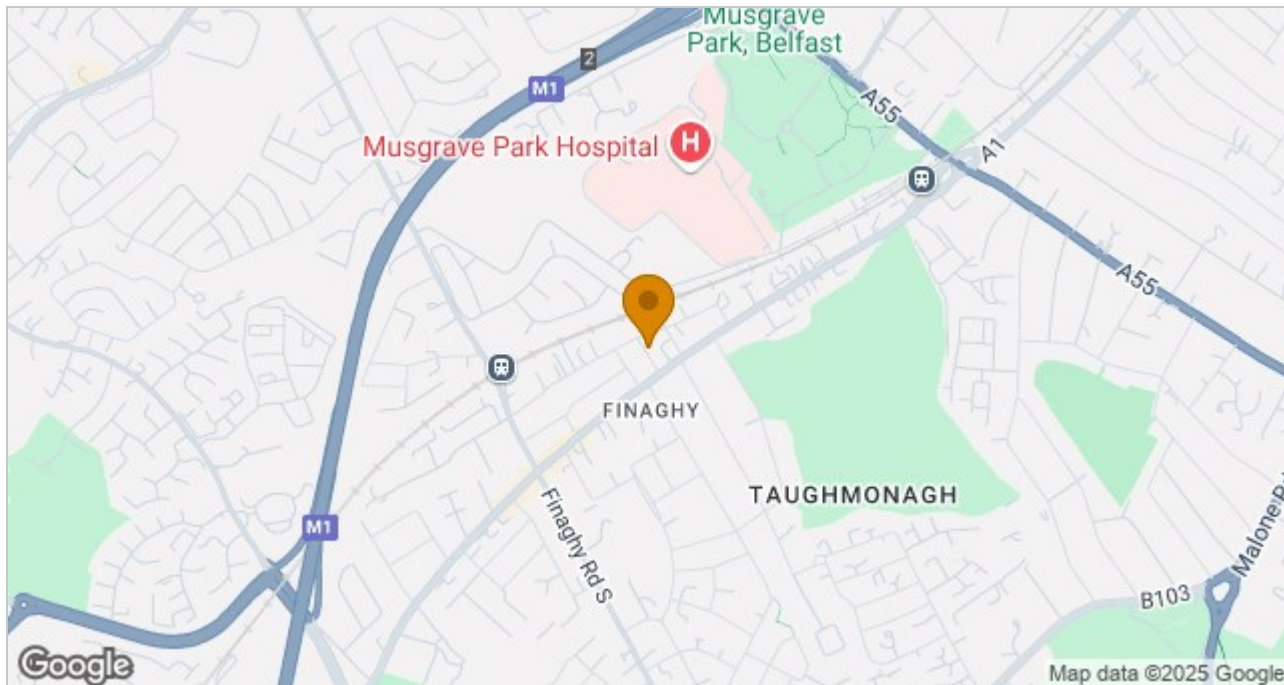 Musgrave
Park, Belfast
2
M1
A55
Musgrave Park Hospital
H
A1
A55
FINAGHY
TAUGHMONAGH
M1
Finaghy Rd S
Malone Rd
B103
Google
Map data ©2025 Google